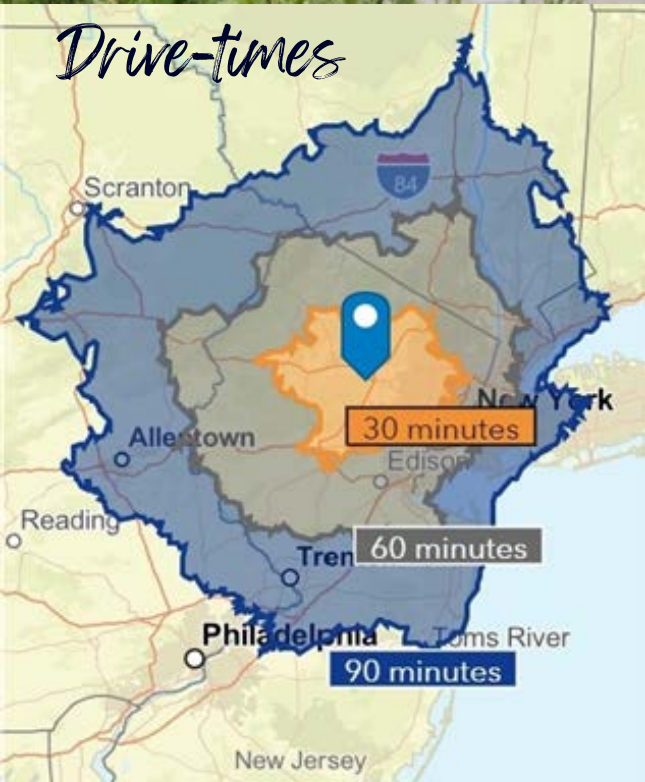 Drive-times
84
Scranton
New York
30 minutes
Allentown
Edison
Reading
60 minutes
Tren
Philadelphia
Toms River
90 minutes
New Jersey